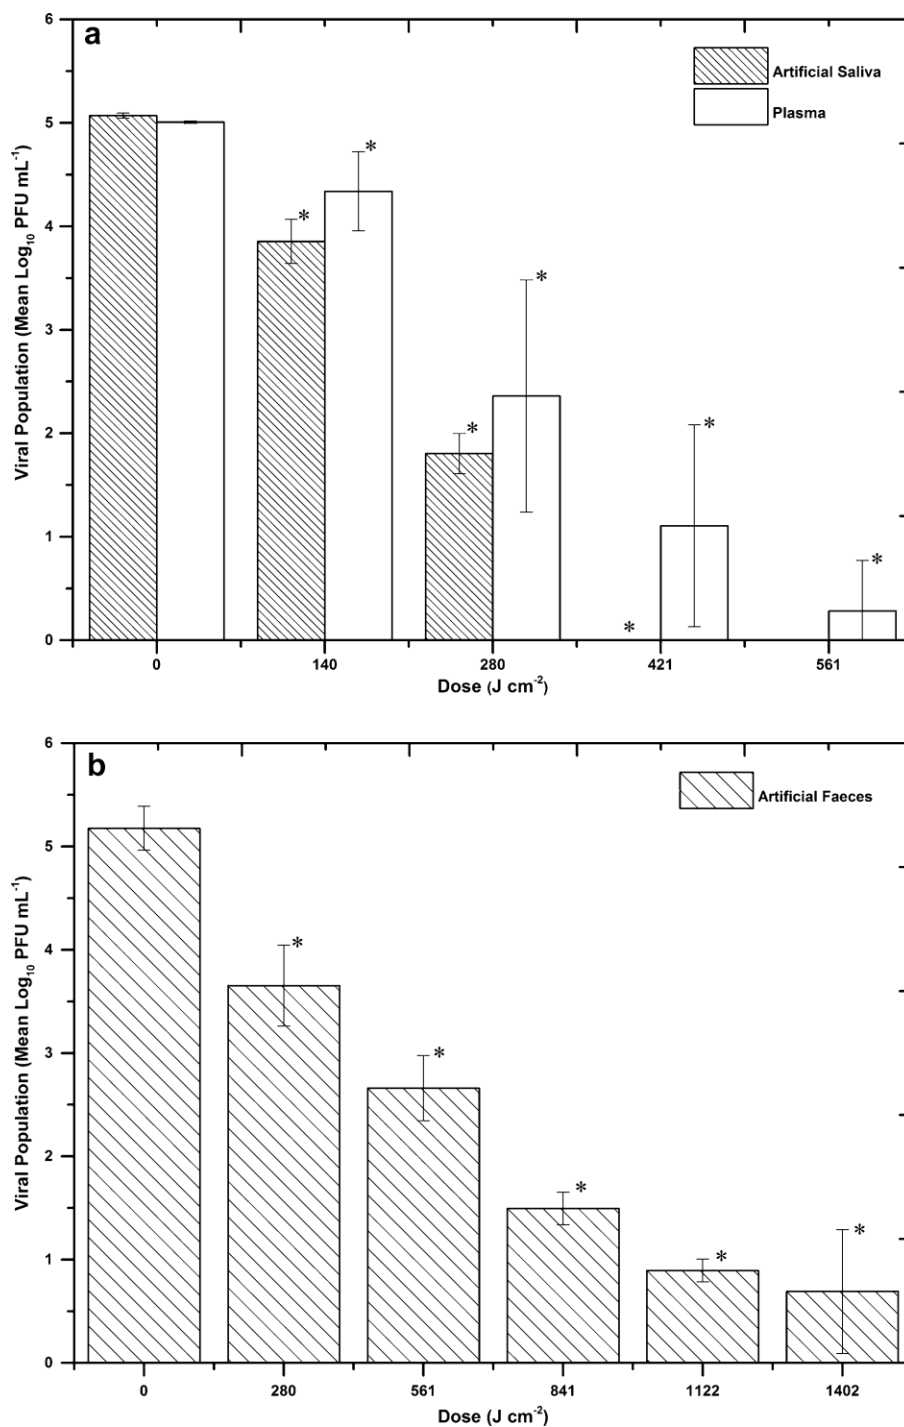 a
Artificial Saliva
Plasma
Viral Population (Mean Log₁₀ PFU mL⁻¹)
6
5
4
3
2
1
0
* * * * * * *
0 140 280 421 561
Dose (J cm⁻²)
b
Artificial Faeces
Viral Population (Mean Log₁₀ PFU mL⁻¹)
6
5
4
3
2
1
0
* * * * *
0 280 561 841 1122 1402
Dose (J cm⁻²)